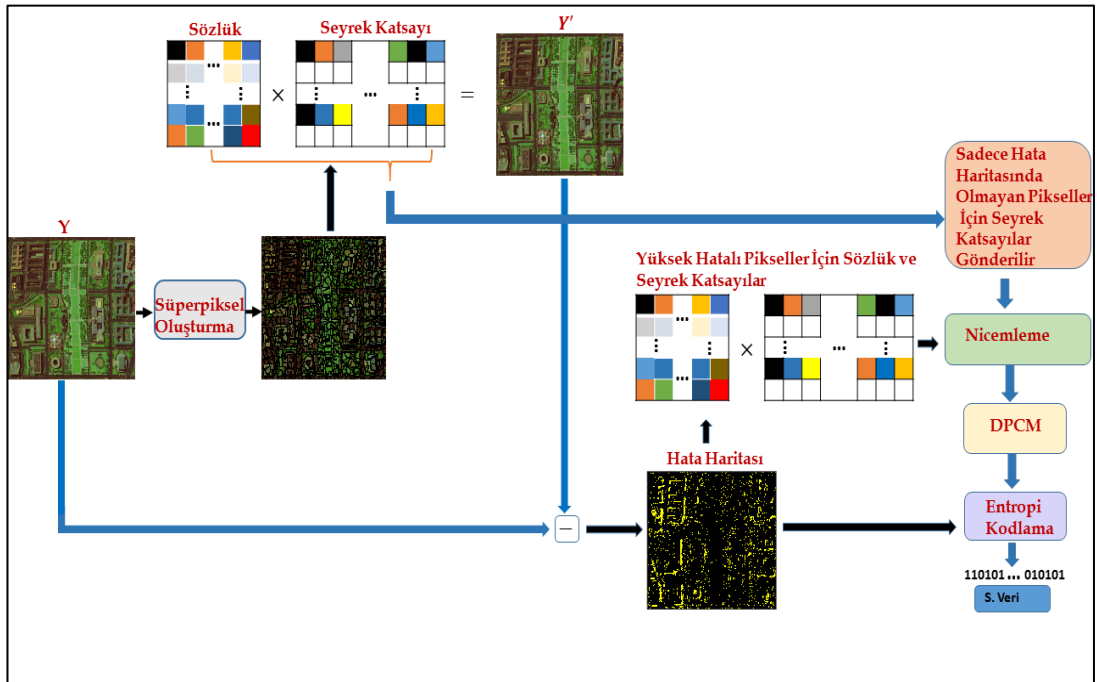 Sözlük
Seyrek Katsayı
Y′
...
...
...
...
×
=
Y
Süperpiksel
Oluşturma
Sadece Hata
Haritasında
Olmayan Pikseller
İçin Seyrek
Katsayılar
Gönderilir
Yüksek Hatalı Pikseller İçin Sözlük ve
Seyrek Katsayılar
...
...
...
...
×
Nicemleme
DPCM
Hata Haritası
−
Entropi
Kodlama
110101 ... 010101
S. Veri